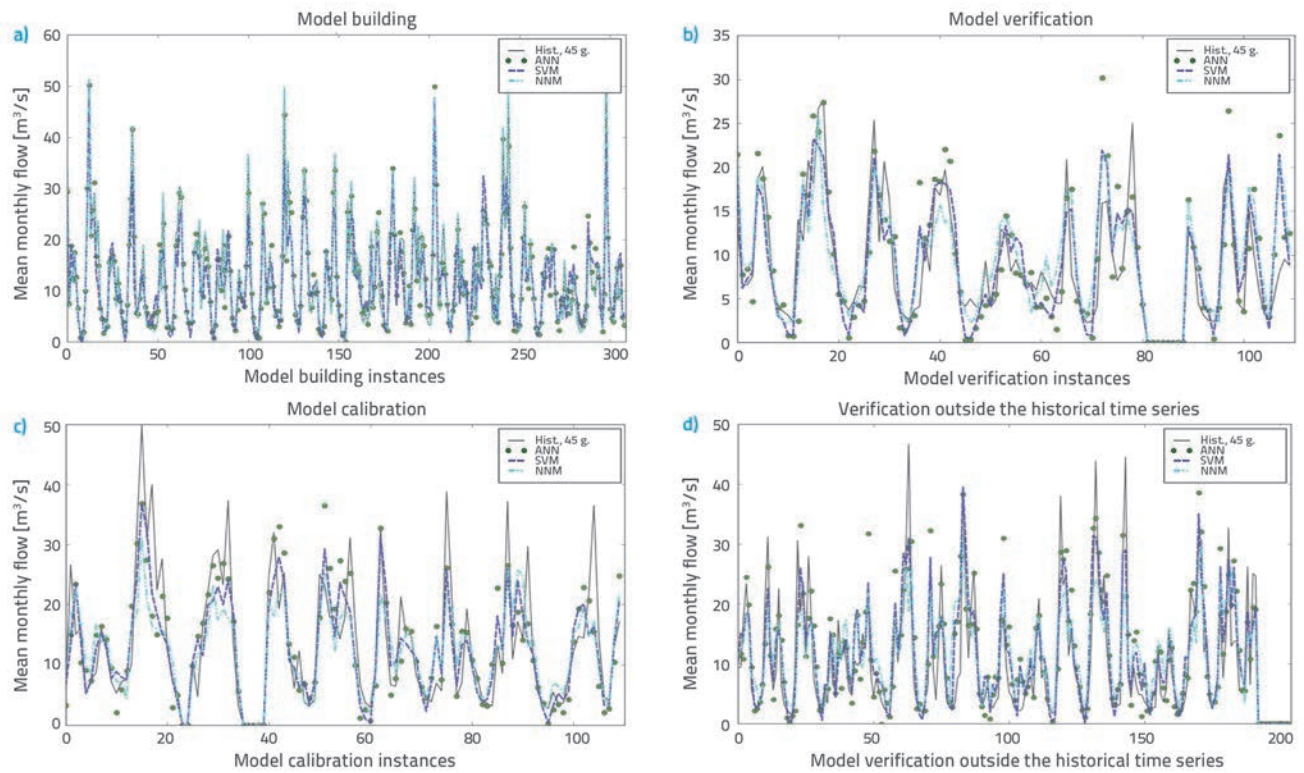 Model building
a)
60
50
40
30
20
10
0
Mean monthly flow [m³/s]
Hist., 45 g.
ANN
SVM
NNM
0 50 100 150 200 250 300
Model building instances
Model verification
b)
35
30
25
20
15
10
5
0
Mean monthly flow [m³/s]
Hist., 45 g.
ANN
SVM
NNM
0 20 40 63 80 100
Model verification instances
Model calibration
c)
50
40
30
20
10
0
Mean monthly flow [m³/s]
Hist., 45 g.
ANN
SVM
NNM
0 20 40 60 80 100
Model calibration instances
Verification outside the historical time series
d)
50
40
30
20
10
0
Mean monthly flow [m³/s]
Hist., 45 g.
ANN
SVM
NNM
0 50 100 150 200
Model verification outside the historical time series